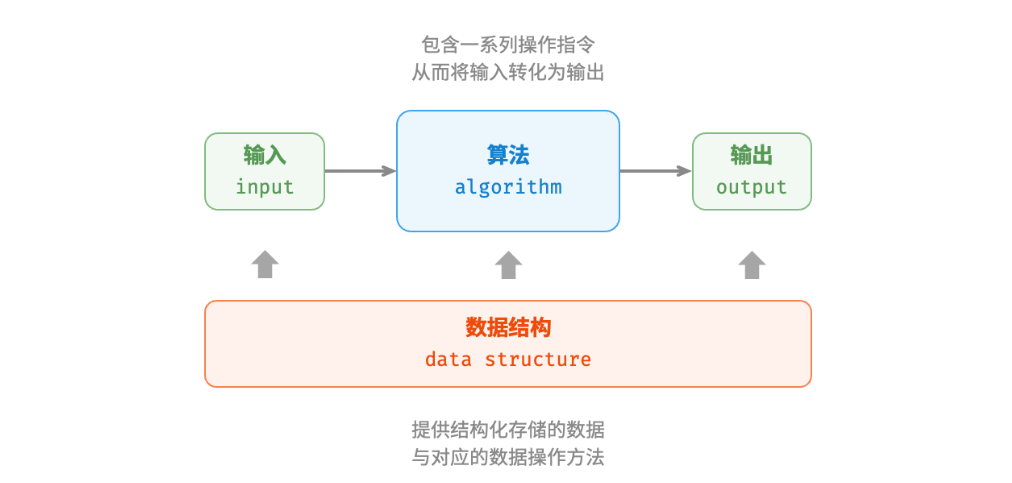 包含一系列操作指令
从而将输入转化为输出
输入
input
算法
algorithm
输出
output
数据结构
data structure
提供结构化存储的数据
与对应的数据操作方法